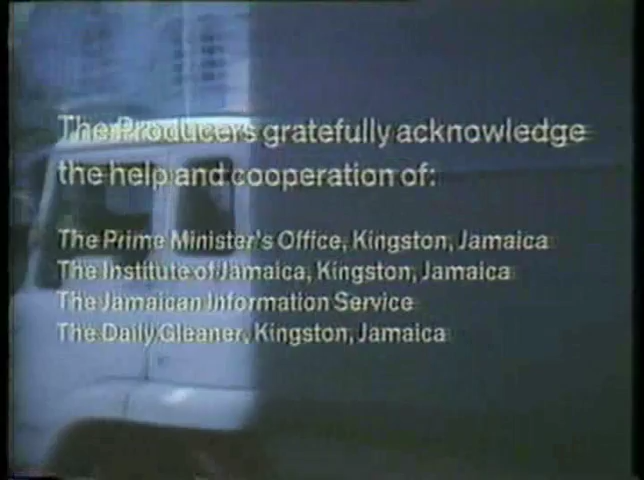 The Producers gratefully acknowledge
the help and cooperation of:
The Prime Minister's Office, Kingston, Jamaica
The Institute of Jamaica, Kingston, Jamaica
The Jamaican Information Service
The Daily Gleaner, Kingston, Jamaica